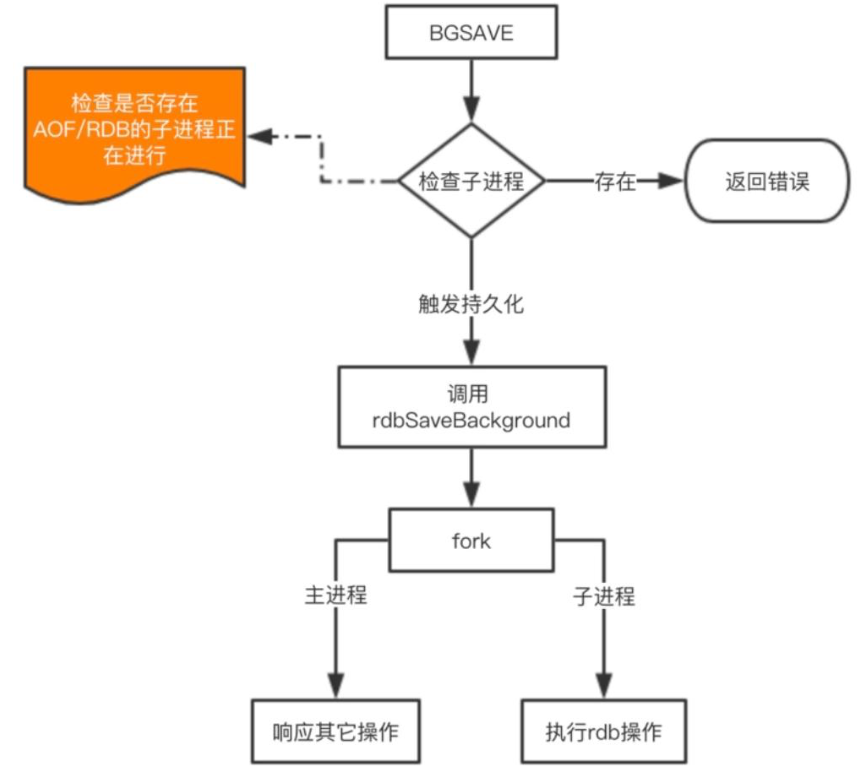 BGSAVE
检查是否存在
AOF/RDB的子进程正
在进行
检查子进程
存在
返回错误
触发持久化
调用
rdbSaveBackground
fork
主进程
子进程
响应其它操作
执行rdb操作